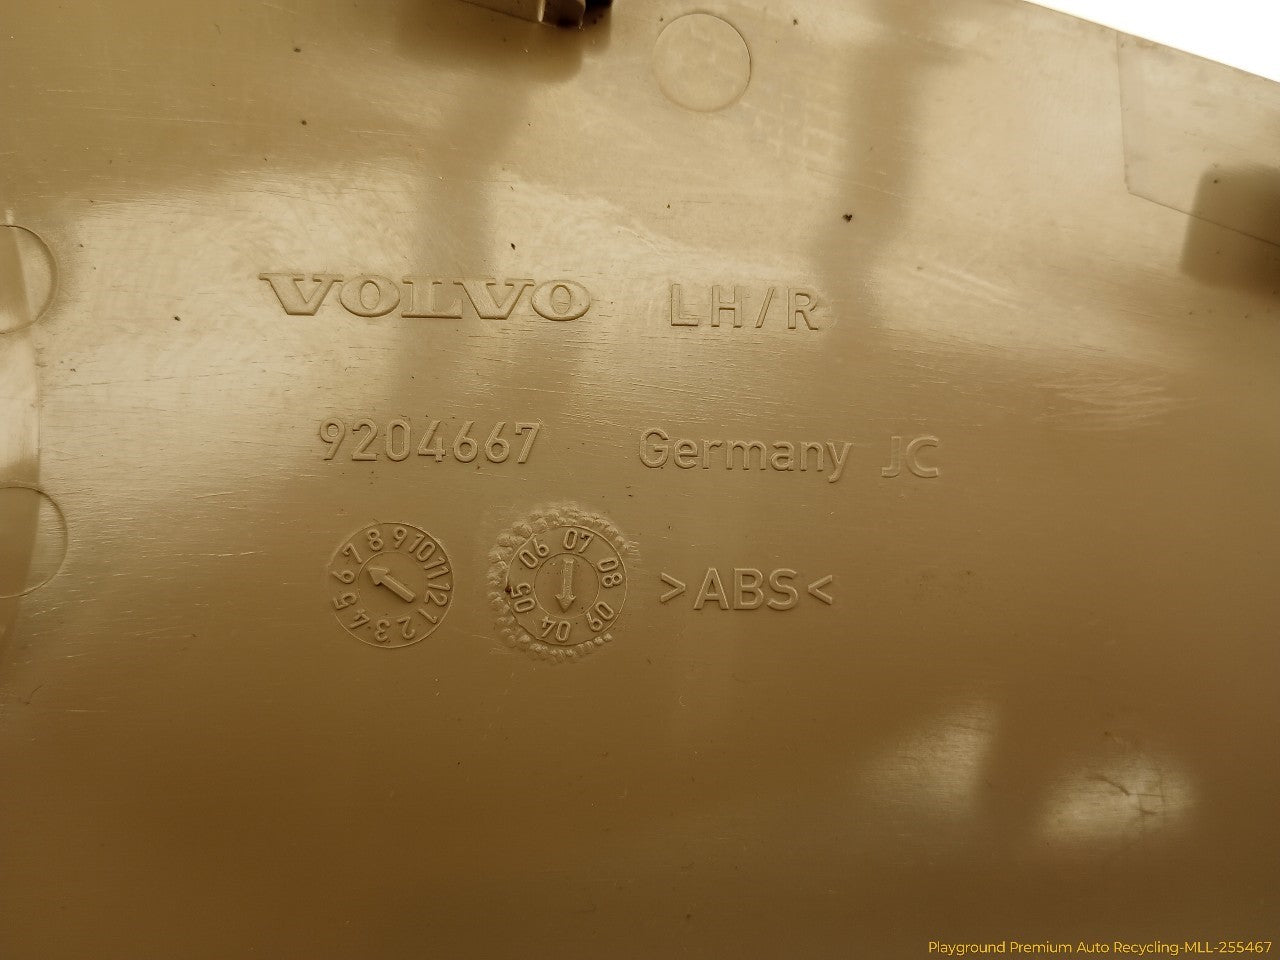 VOLVO LH/R
9204667 Germany JC
1 2 3 4 5 6 7 8 9 10 11 12
04 05 06 07 08 09
>ABS<
Playground Premium Auto Recycling-MLL-255467